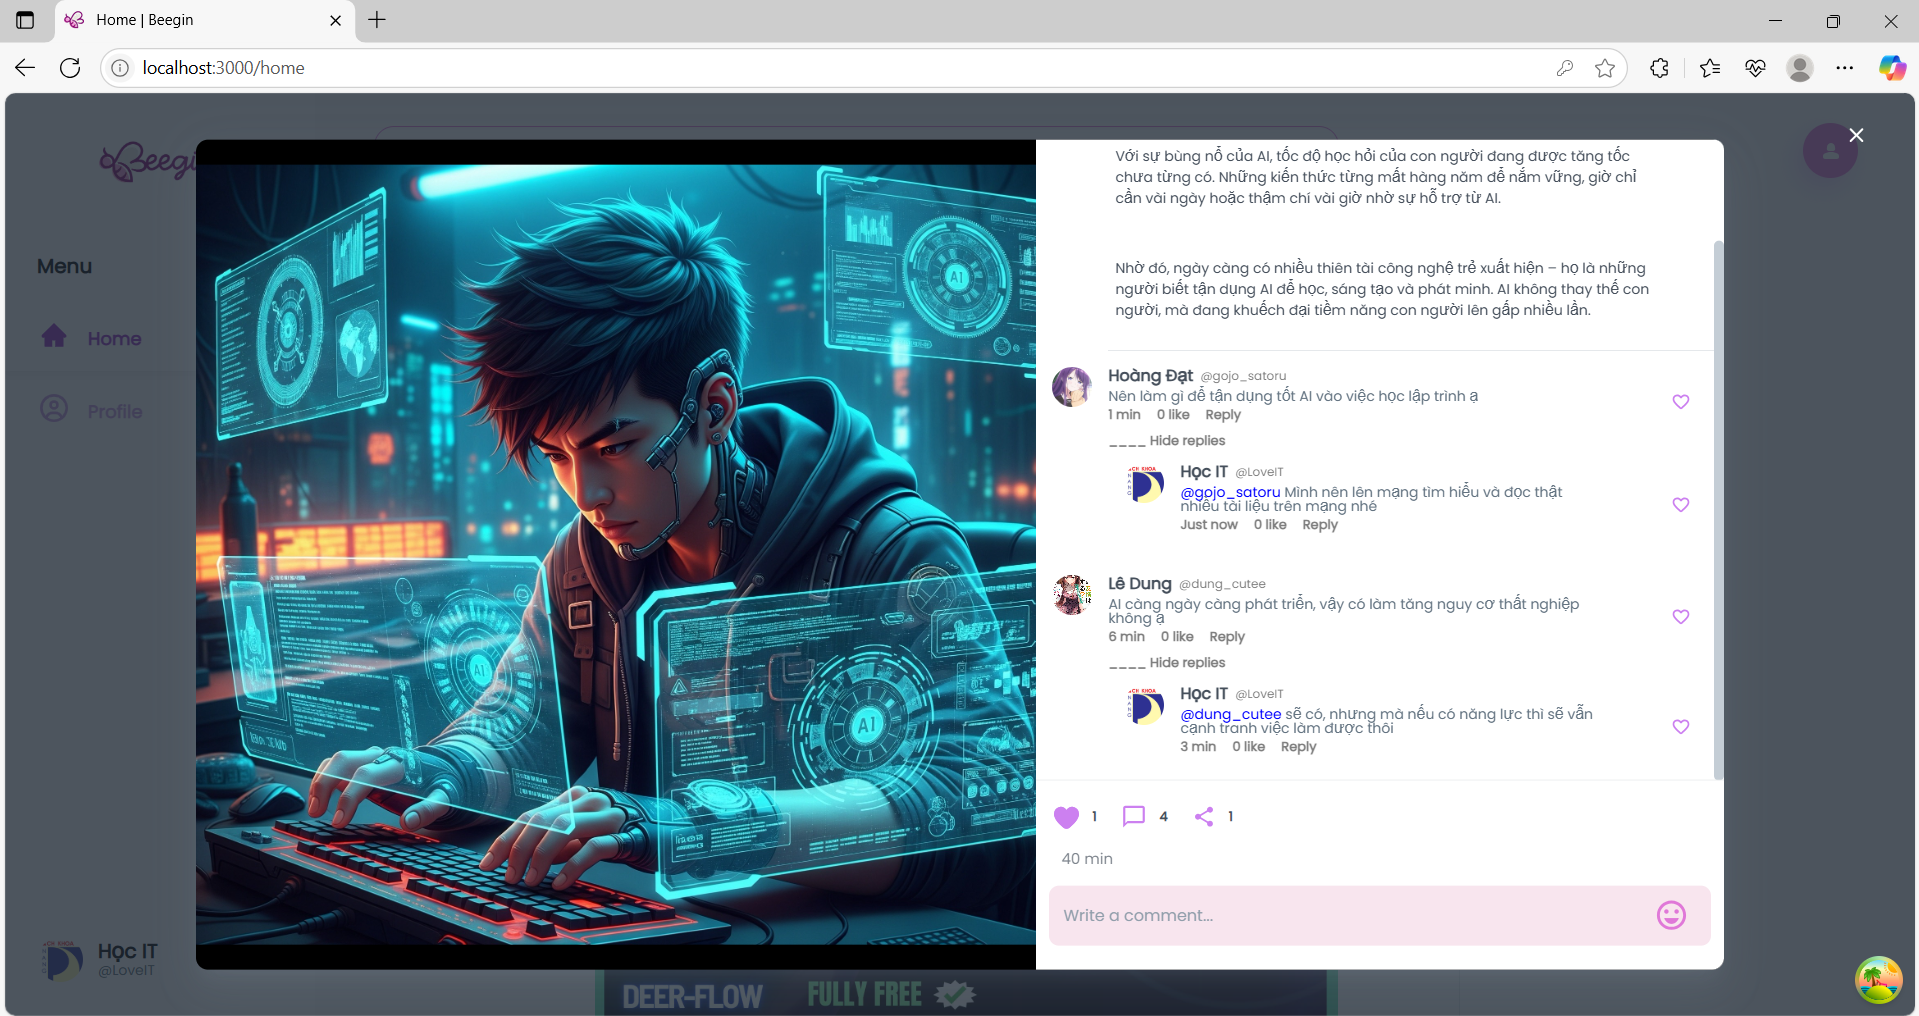 Home | Beegin
localhost:3000/home
Beegin
Menu
Home
Profile
Học IT
@LoveIT
Với sự bùng nổ của AI, tốc độ học hỏi của con người đang được tăng tốc
chưa từng có. Những kiến thức từng mất hàng năm để nắm vững, giờ chỉ
cần vài ngày hoặc thậm chí vài giờ nhờ sự hỗ trợ từ AI.
Nhờ đó, ngày càng có nhiều thiên tài công nghệ trẻ xuất hiện – họ là những
người biết tận dụng AI để học, sáng tạo và phát minh. AI không thay thế con
người, mà đang khuếch đại tiềm năng con người lên gấp nhiều lần.
Hoàng Đạt @gojo_satoru
Nên làm gì để tận dụng tốt AI vào việc học lập trình ạ
1 min 0 like Reply
____ Hide replies
Học IT @LoveIT
@gojo_satoru Mình nên lên mạng tìm hiểu và đọc thật
nhiều tài liệu trên mạng nhé
Just now 0 like Reply
Lê Dung @dung_cutee
AI càng ngày càng phát triển, vậy có làm tăng nguy cơ thất nghiệp
không ạ
6 min 0 like Reply
____ Hide replies
Học IT @LoveIT
@dung_cutee sẽ có, nhưng mà nếu có năng lực thì sẽ vẫn
cạnh tranh việc làm được thôi
3 min 0 like Reply
1 4 1
40 min
Write a comment...
AI
AI
AI
DEER-FLOW FULLY FREE